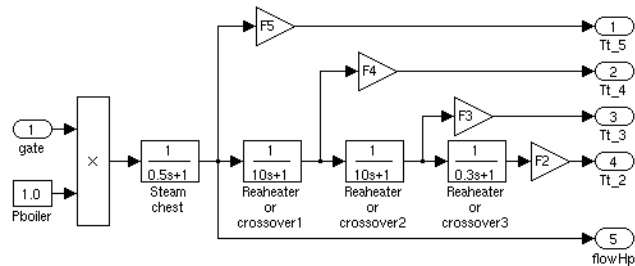 F5
1
Tt_5
F4
2
Tt_4
1
gate
×
F3
3
Tt_3
1
0.5s+1
Steam
chest
1
10s+1
Reaheater
or
crossover1
1
10s+1
Reaheater
or
crossover2
1
0.3s+1
Reaheater
or
crossover3
F2
4
Tt_2
1.0
Pboiler
5
flowHp